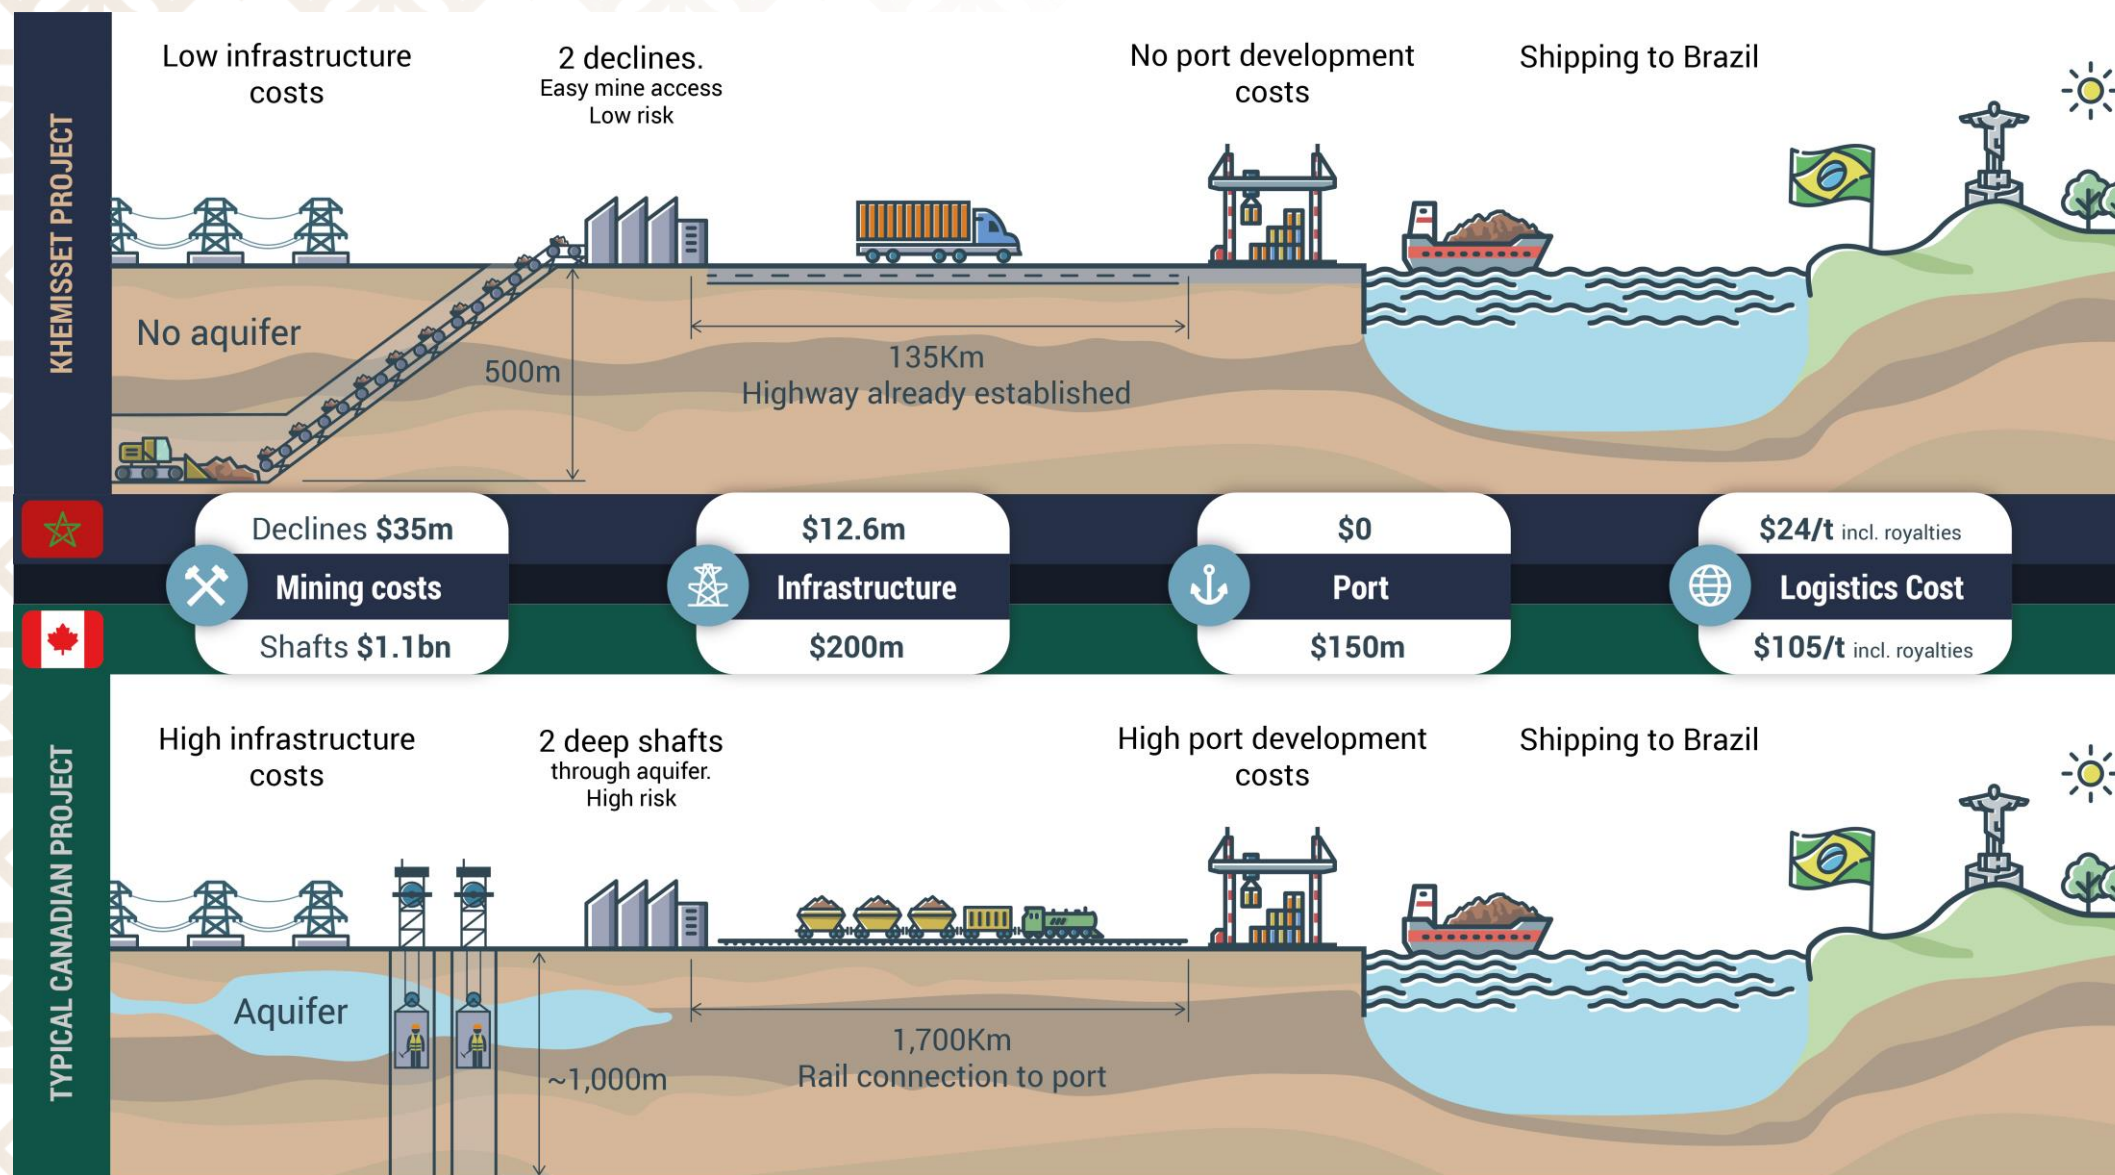 KHEMISSET PROJECT
Low infrastructure
costs
2 declines.
Easy mine access
Low risk
No port development
costs
Shipping to Brazil
No aquifer
500m
135Km
Highway already established
Declines $35m
Mining costs
Shafts $1.1bn
$12.6m
Infrastructure
$200m
$0
Port
$150m
$24/t incl. royalties
Logistics Cost
$105/t incl. royalties
TYPICAL CANADIAN PROJECT
High infrastructure
costs
2 deep shafts
through aquifer.
High risk
High port development
costs
Shipping to Brazil
Aquifer
~1,000m
1,700Km
Rail connection to port